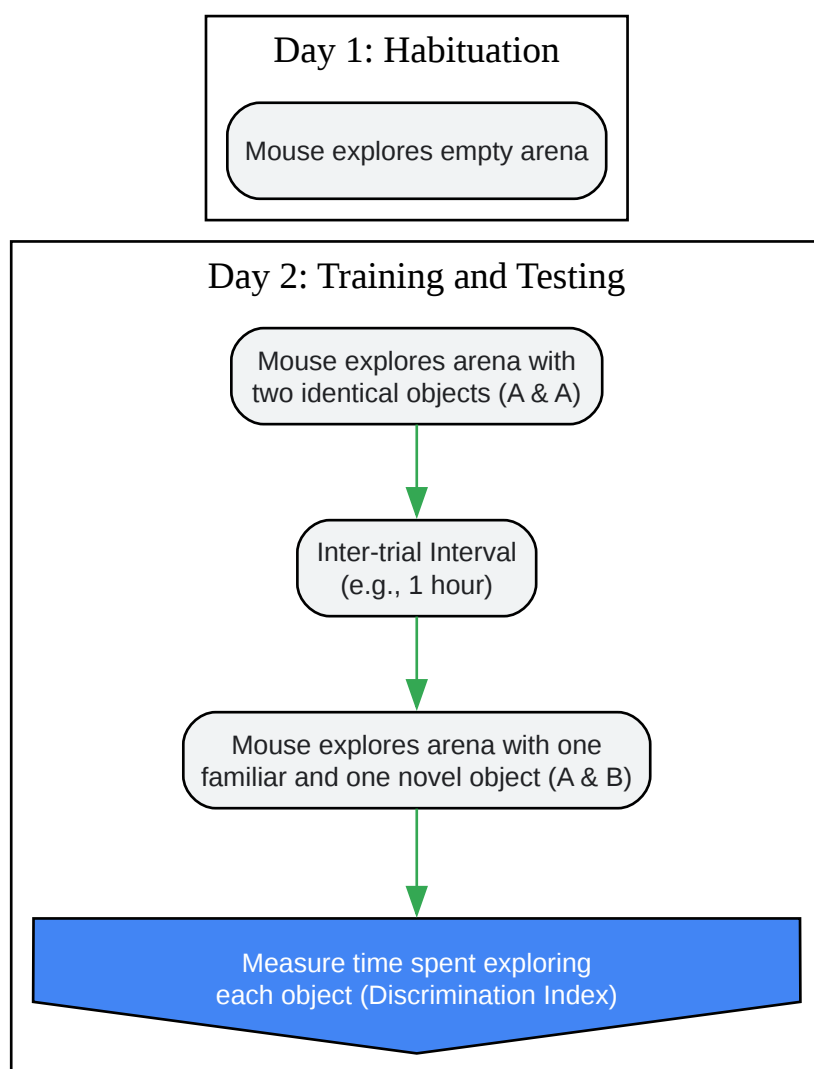 Day 1: Habituation
Mouse explores empty arena
Day 2: Training and Testing
Mouse explores arena with
two identical objects (A & A)
Inter-trial Interval
(e.g., 1 hour)
Mouse explores arena with one
familiar and one novel object (A & B)
Measure time spent exploring
each object (Discrimination Index)